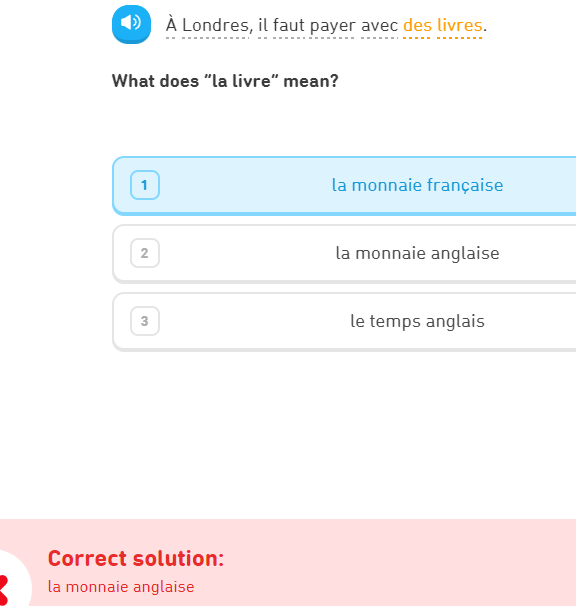 À Londres, il faut payer avec des livres.
What does "la livre" mean?
1 la monnaie française
2 la monnaie anglaise
3 le temps anglais
Correct solution:
la monnaie anglaise